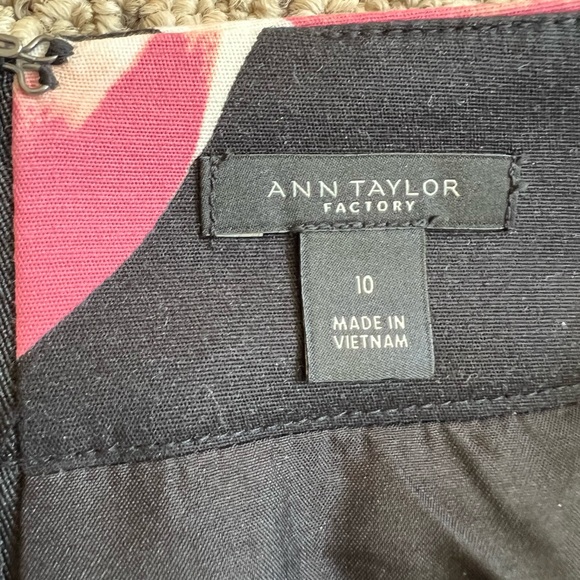 ANN TAYLOR
FACTORY
10
MADE IN
VIETNAM